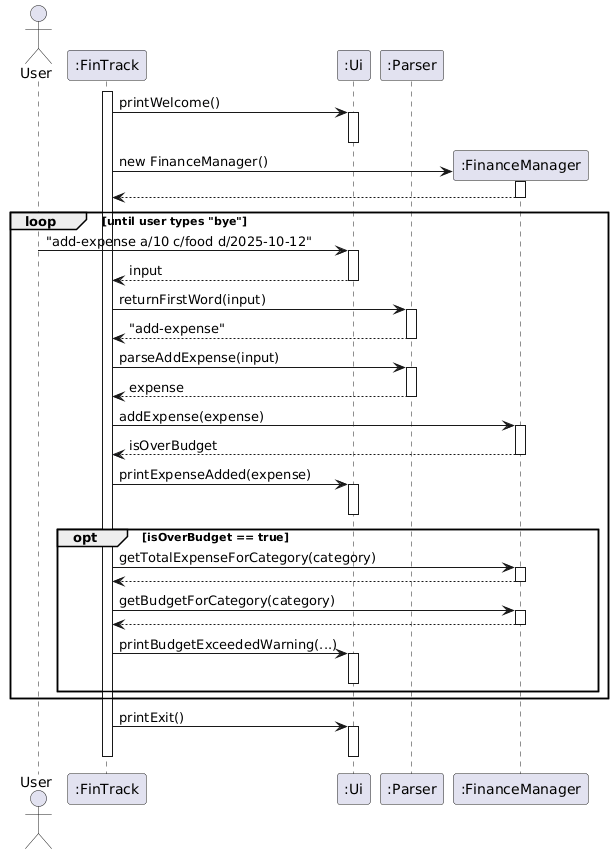 User
:FinTrack
:Ui
:Parser
printWelcome()
new FinanceManager()
:FinanceManager
loop
[until user types "bye"]
"add-expense a/10 c/food d/2025-10-12"
input
returnFirstWord(input)
"add-expense"
parseAddExpense(input)
expense
addExpense(expense)
isOverBudget
printExpenseAdded(expense)
opt
[isOverBudget == true]
getTotalExpenseForCategory(category)
getBudgetForCategory(category)
printBudgetExceededWarning(...)
printExit()
User
:FinTrack
:Ui
:Parser
:FinanceManager